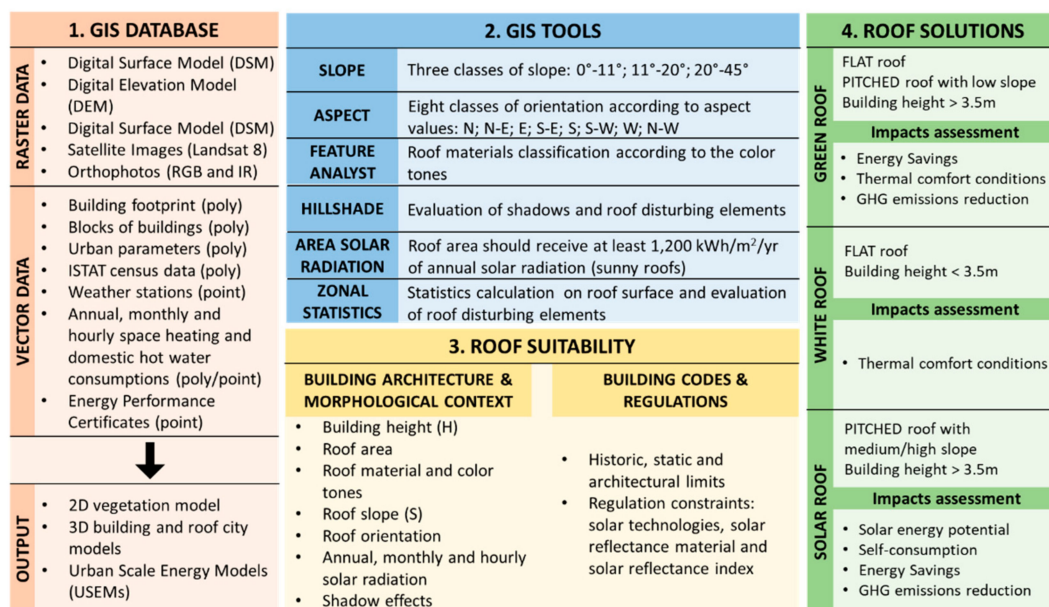 1. GIS DATABASE
RASTER DATA
• Digital Surface Model (DSM)
• Digital Elevation Model
(DEM)
• Digital Surface Model (DSM)
• Satellite Images (Landsat 8)
• Orthophotos (RGB and IR)
VECTOR DATA
• Building footprint (poly)
• Blocks of buildings (poly)
• Urban parameters (poly)
• ISTAT census data (poly)
• Weather stations (point)
• Annual, monthly and
hourly space heating and
domestic hot water
consumptions (poly/point)
• Energy Performance
Certificates (point)
OUTPUT
• 2D vegetation model
• 3D building and roof city
models
• Urban Scale Energy Models
(USEMs)
2. GIS TOOLS
SLOPE
Three classes of slope: 0°-11°; 11°-20°; 20°-45°
ASPECT
Eight classes of orientation according to aspect
values: N; N-E; E; S-E; S; S-W; W; N-W
FEATURE
ANALYST
Roof materials classification according to the color
tones
HILLSHADE
Evaluation of shadows and roof disturbing elements
AREA SOLAR
RADIATION
Roof area should receive at least 1,200 kWh/m²/yr
of annual solar radiation (sunny roofs)
ZONAL
STATISTICS
Statistics calculation on roof surface and evaluation
of roof disturbing elements
3. ROOF SUITABILITY
BUILDING ARCHITECTURE &
MORPHOLOGICAL CONTEXT
• Building height (H)
• Roof area
• Roof material and color
tones
• Roof slope (S)
• Roof orientation
• Annual, monthly and hourly
solar radiation
• Shadow effects
BUILDING CODES &
REGULATIONS
• Historic, static and
architectural limits
• Regulation constraints:
solar technologies, solar
reflectance material and
solar reflectance index
4. ROOF SOLUTIONS
GREEN ROOF
FLAT roof
PITCHED roof with low slope
Building height > 3.5m
Impacts assessment
• Energy Savings
• Thermal comfort conditions
• GHG emissions reduction
WHITE ROOF
FLAT roof
Building height < 3.5m
Impacts assessment
• Thermal comfort conditions
SOLAR ROOF
PITCHED roof with
medium/high slope
Building height > 3.5m
Impacts assessment
• Solar energy potential
• Self-consumption
• Energy Savings
• GHG emissions reduction